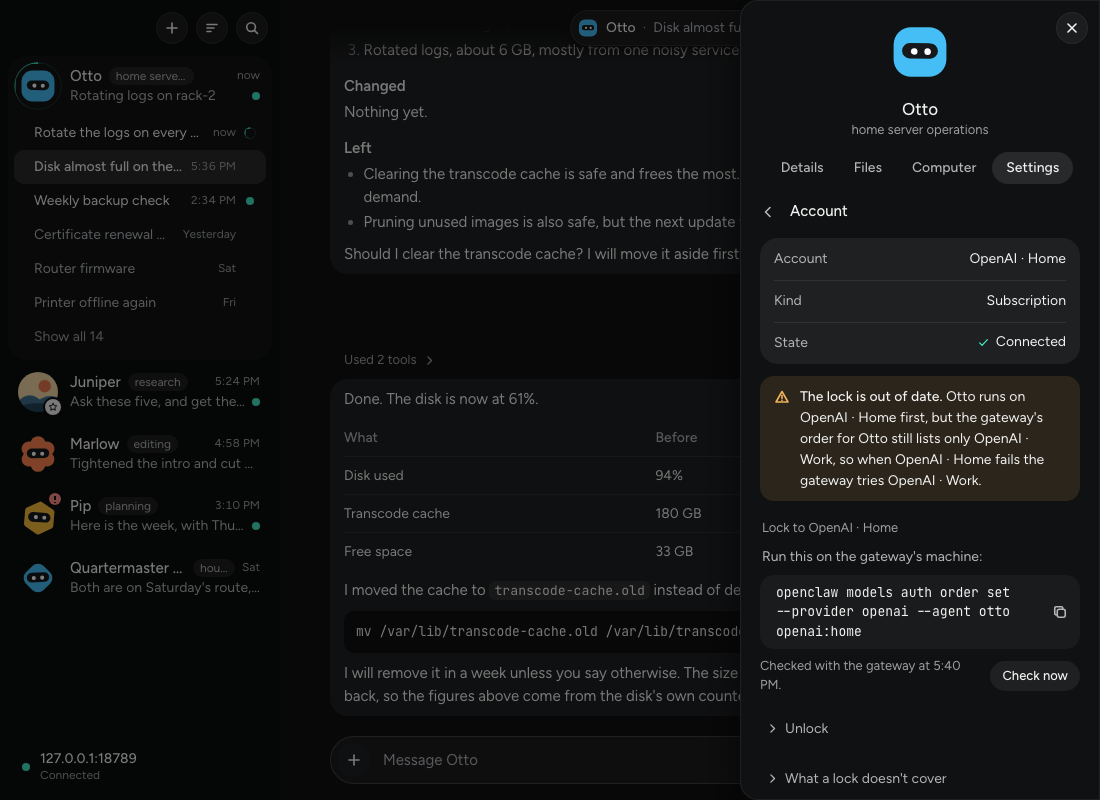 Otto home serve... now
Rotating logs on rack-2
Rotate the logs on every ... now
Disk almost full on the... 5:36 PM
Weekly backup check 2:34 PM
Certificate renewal ... Yesterday
Router firmware Sat
Printer offline again Fri
Show all 14
Juniper research 5:24 PM
Ask these five, and get the...
Marlow editing 4:58 PM
Tightened the intro and cut ...
Pip planning 3:10 PM
Here is the week, with Thu...
Quartermaster ... hou... Sat
Both are on Saturday's route,...
127.0.0.1:18789
Connected
Otto · Disk almost fu
3. Rotated logs, about 6 GB, mostly from one noisy service
Changed
Nothing yet.
Left
• Clearing the transcode cache is safe and frees the most.
demand.
• Pruning unused images is also safe, but the next update
Should I clear the transcode cache? I will move it aside first
Used 2 tools
Done. The disk is now at 61%.
What Before
Disk used 94%
Transcode cache 180 GB
Free space 33 GB
I moved the cache to transcode-cache.old instead of de
mv /var/lib/transcode-cache.old /var/lib/transcod
I will remove it in a week unless you say otherwise. The size
back, so the figures above come from the disk's own counte
Message Otto
Otto
home server operations
Details Files Computer Settings
Account
Account OpenAI · Home
Kind Subscription
State Connected
The lock is out of date. Otto runs on
OpenAI · Home first, but the gateway's
order for Otto still lists only OpenAI ·
Work, so when OpenAI · Home fails the
gateway tries OpenAI · Work.
Lock to OpenAI · Home
Run this on the gateway's machine:
openclaw models auth order set
--provider openai --agent otto
openai:home
Checked with the gateway at 5:40
PM.
Check now
Unlock
What a lock doesn't cover